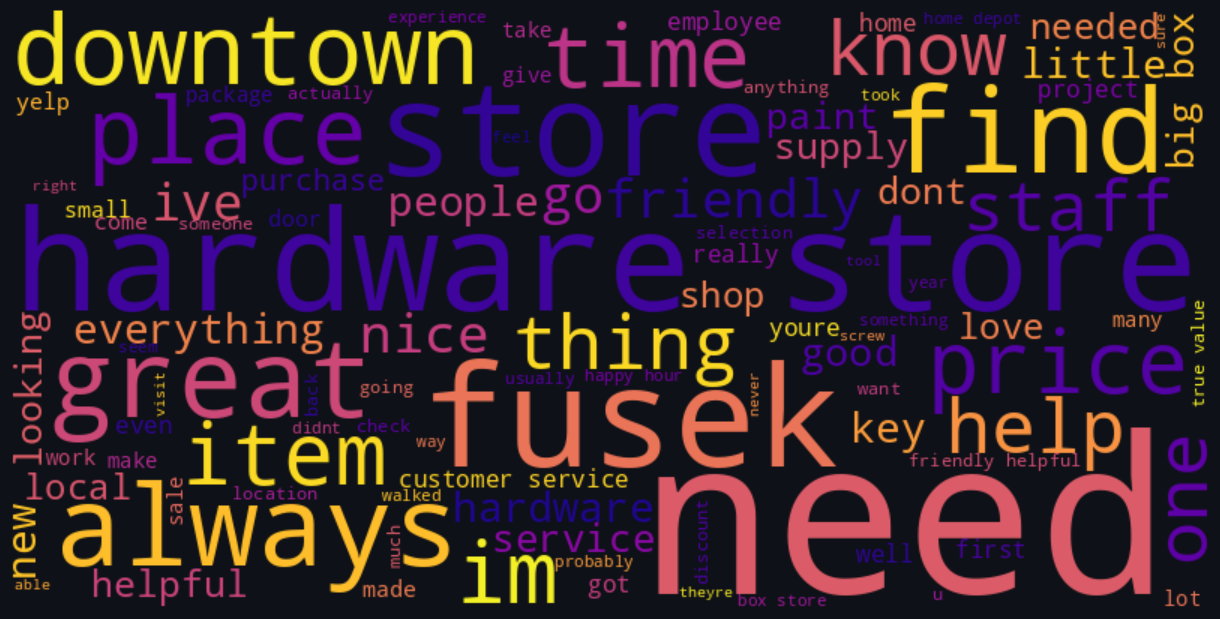 experience
home depot
downtown
take
time
employee
know
home
needed
sure
big box
little
give
yelp
package
actually
anything
took
find
project
place
store
feel
paint
supply
right
purchase
ive
people
go
friendly
dont
staff
small
come
someone
door
hardware store
selection
really
tool
year
shop
looking
everything
nice
thing
youre
something
screw
love
many
true value
seem
great
visit
back
going
usually
happy hour
never
good
price
want
even
didnt
check
fusek
key
help
item
way
need
one
work
make
friendly helpful
local
sale
location
customer service
walked
hardware
new
always
much
service
discount
well
first
im
probably
able
helpful
made
got
theyre
box store
u
lot